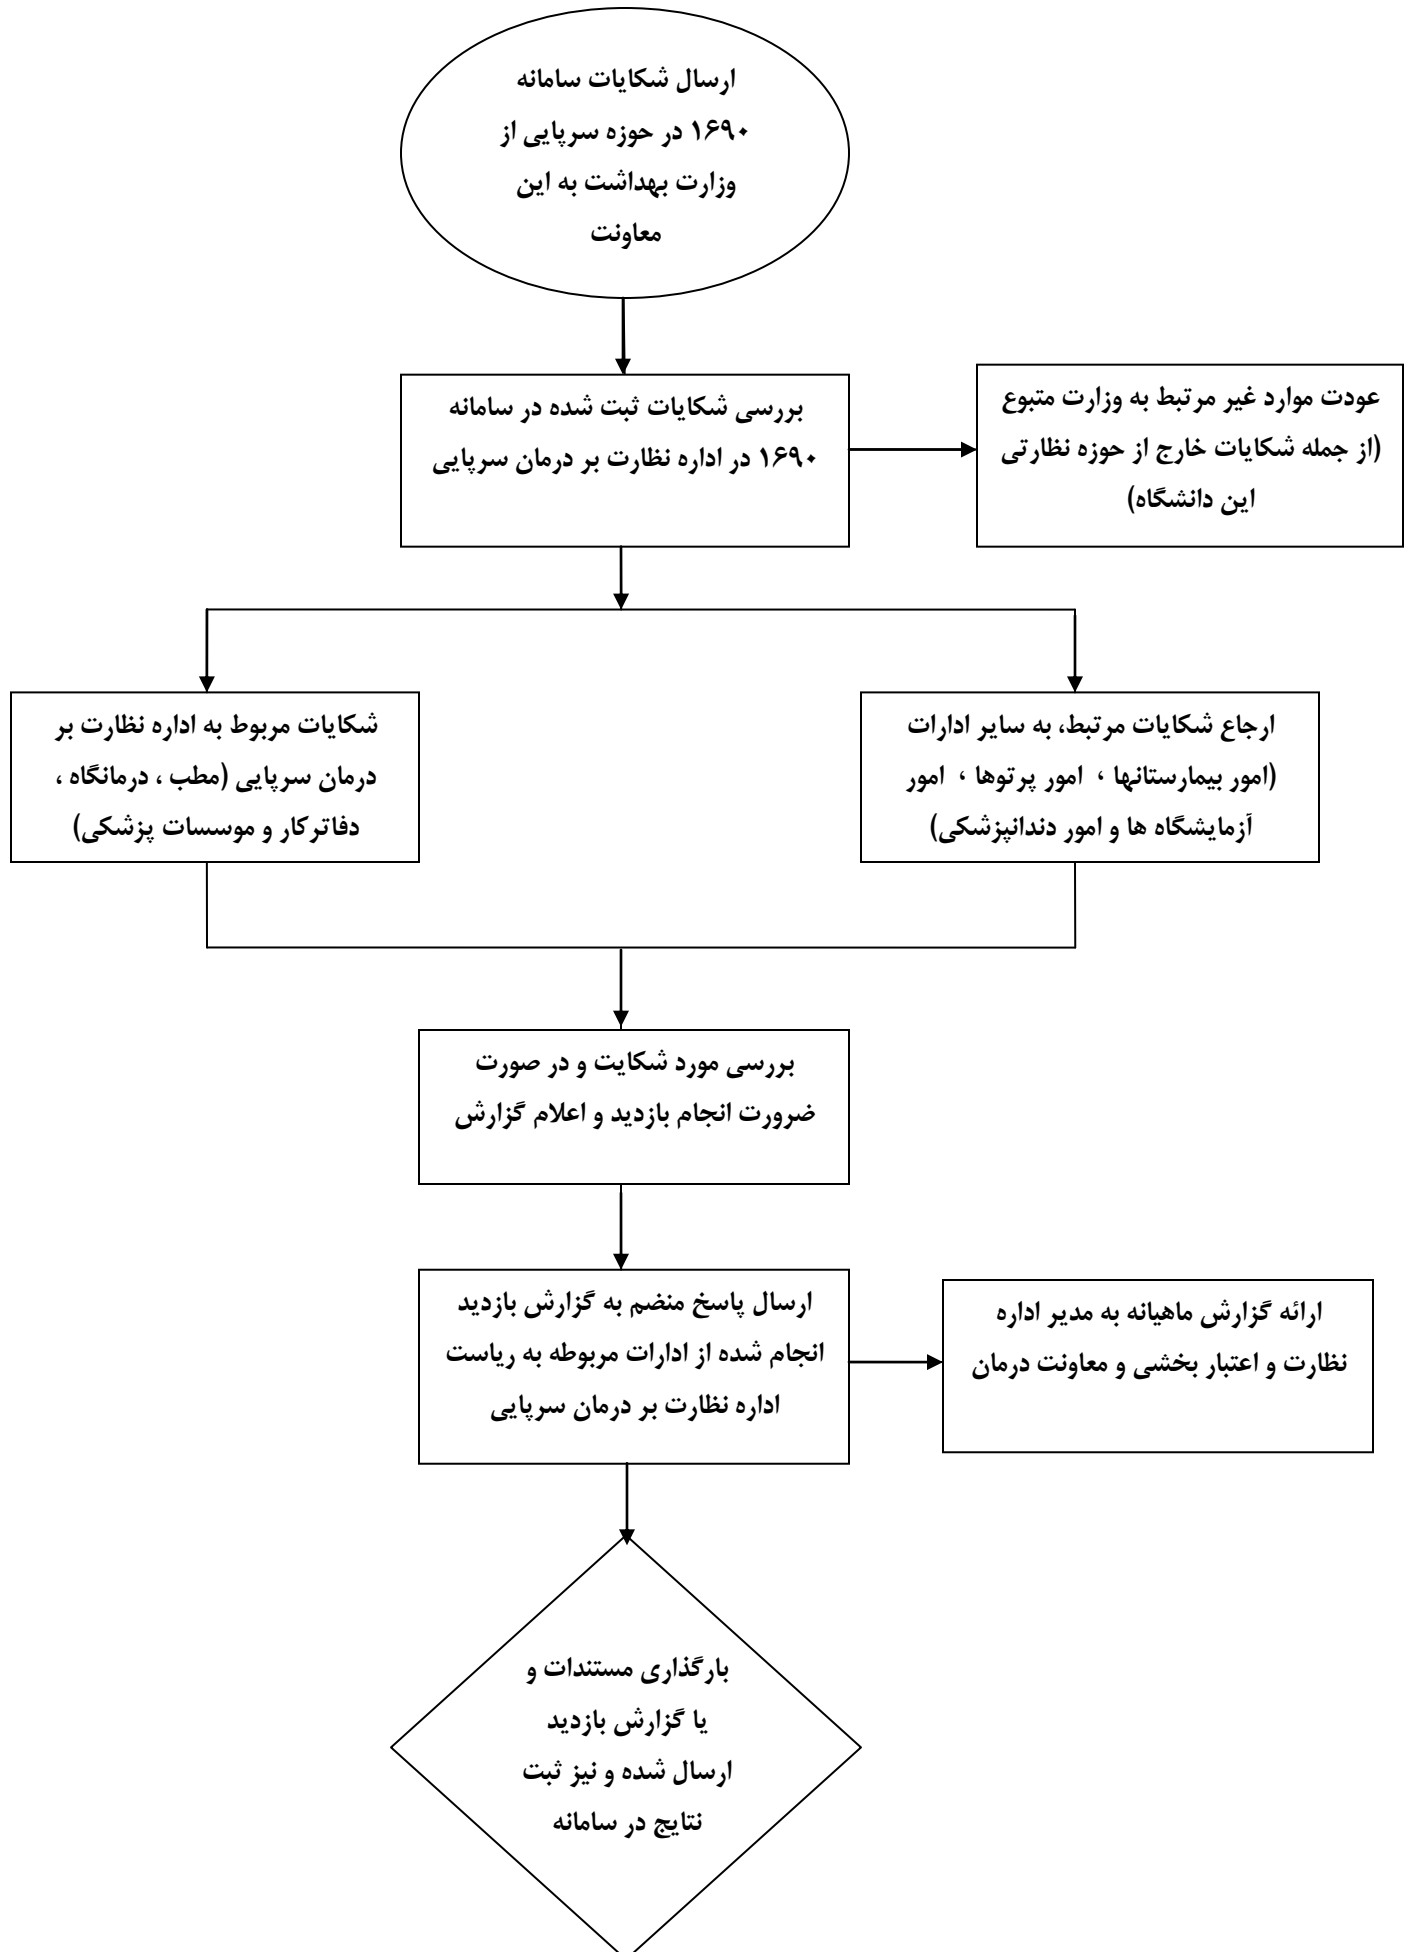 ارسال شکایات سامانه
۱۶۹۰ در حوزه سرپایی از
وزارت بهداشت به این
معاونت
بررسی شکایات ثبت شده در سامانه
۱۶۹۰ در اداره نظارت بر درمان سرپایی
عودت موارد غیر مرتبط به وزارت متبوع
(از جمله شکایات خارج از حوزه نظارتی
این دانشگاه)
ارجاع شکایات مرتبط، به سایر ادارات
(امور بیمارستانها ، امور پرتوها ، امور
آزمایشگاه ها و امور دندانپزشکی)
شکایات مربوط به اداره نظارت بر
درمان سرپایی (مطب ، درمانگاه ،
دفاترکار و موسسات پزشکی)
بررسی مورد شکایت و در صورت
ضرورت انجام بازدید و اعلام گزارش
ارسال پاسخ منضم به گزارش بازدید
انجام شده از ادارات مربوطه به ریاست
اداره نظارت بر درمان سرپایی
ارائه گزارش ماهیانه به مدیر اداره
نظارت و اعتبار بخشی و معاونت درمان
بارگذاری مستندات و
یا گزارش بازدید
ارسال شده و نیز ثبت
نتایج در سامانه